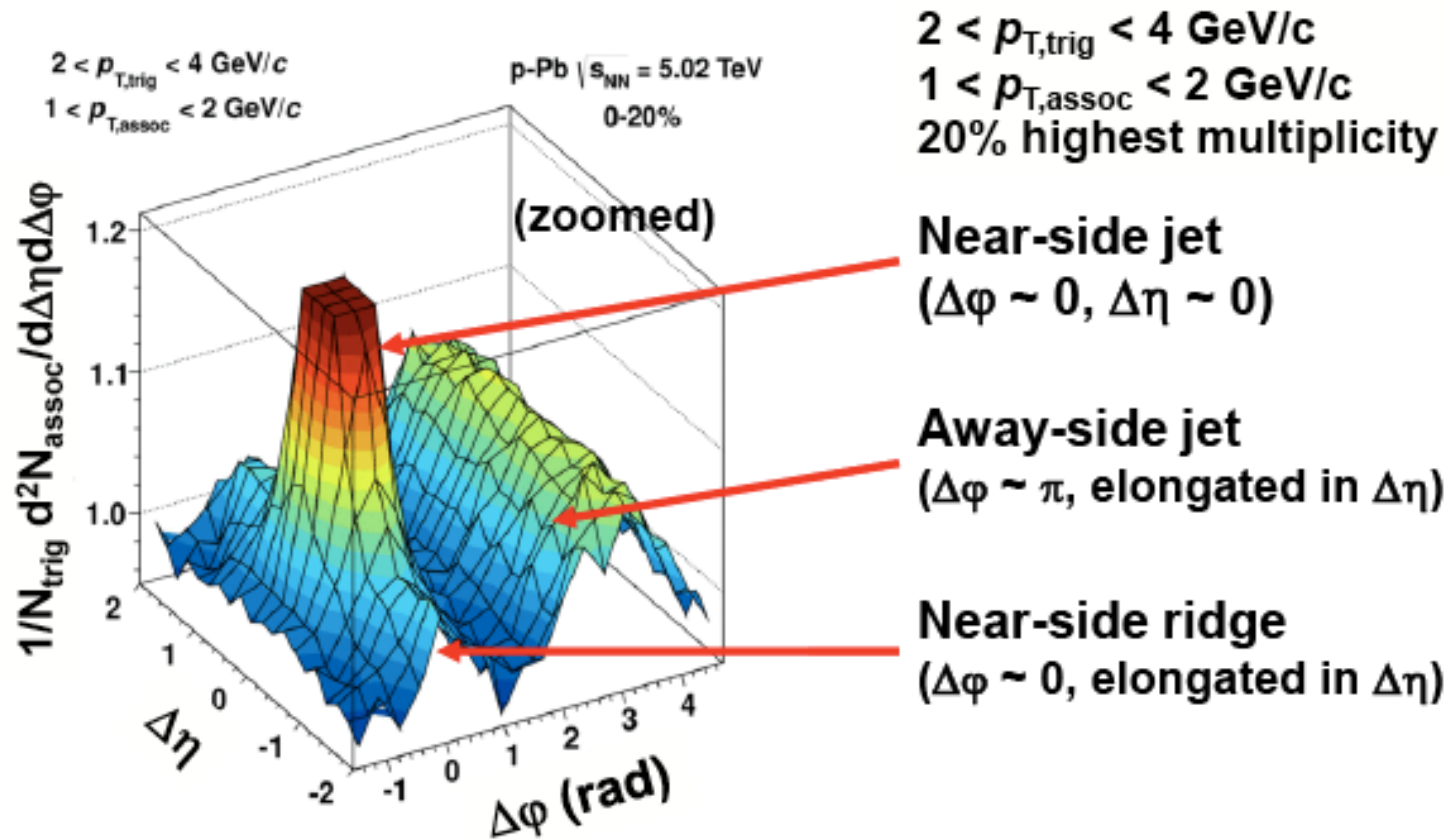 2 < pT,trig < 4 GeV/c
1 < pT,assoc < 2 GeV/c
p-Pb √sNN = 5.02 TeV
0-20%
(zoomed)
1/Ntrig d²Nassoc/dΔηdΔφ
1.2
1.1
1.0
2
1
0
-1
-2
Δη
-1
0
1
2
3
4
Δφ (rad)
2 < pT,trig < 4 GeV/c
1 < pT,assoc < 2 GeV/c
20% highest multiplicity
Near-side jet
(Δφ ~ 0, Δη ~ 0)
Away-side jet
(Δφ ~ π, elongated in Δη)
Near-side ridge
(Δφ ~ 0, elongated in Δη)